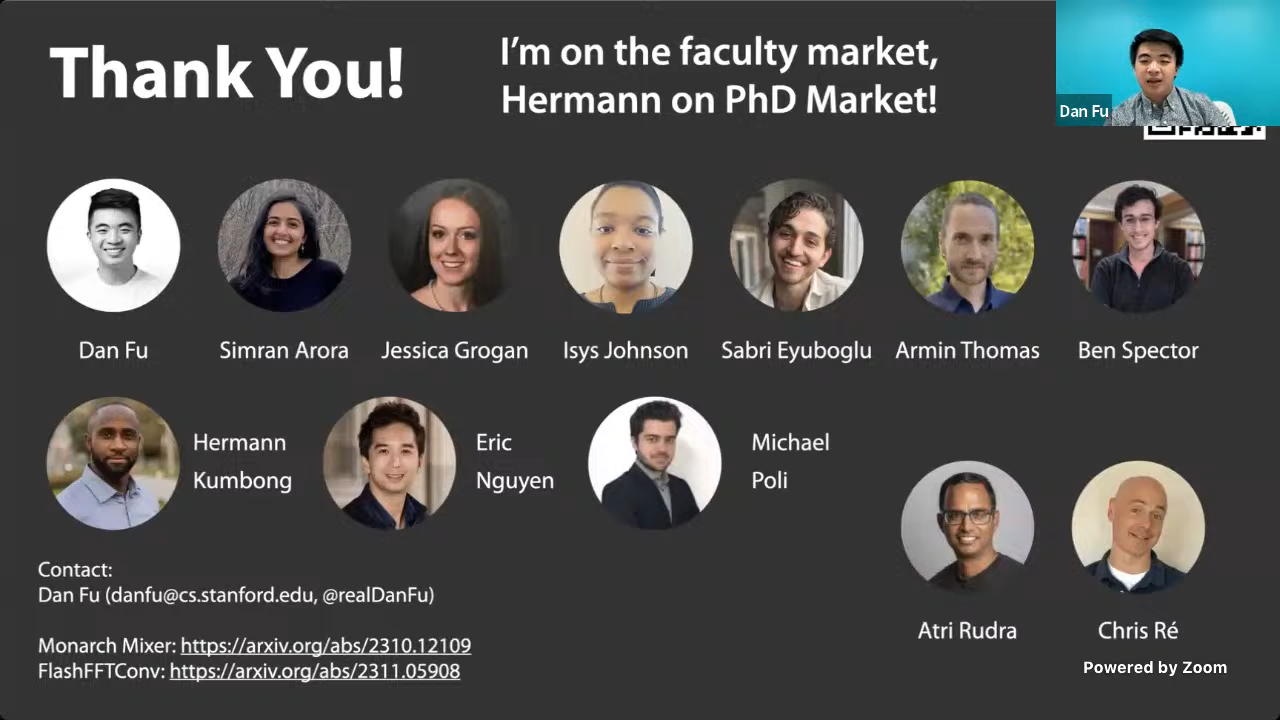 Thank You!
I'm on the faculty market,
Hermann on PhD Market!
Dan Fu
Dan Fu
Simran Arora
Jessica Grogan
Isys Johnson
Sabri Eyuboglu
Armin Thomas
Ben Spector
Hermann
Kumbong
Eric
Nguyen
Michael
Poli
Atri Rudra
Chris Ré
Contact:
Dan Fu (danfu@cs.stanford.edu, @realDanFu)
Monarch Mixer: https://arxiv.org/abs/2310.12109
FlashFFTConv: https://arxiv.org/abs/2311.05908
Powered by Zoom